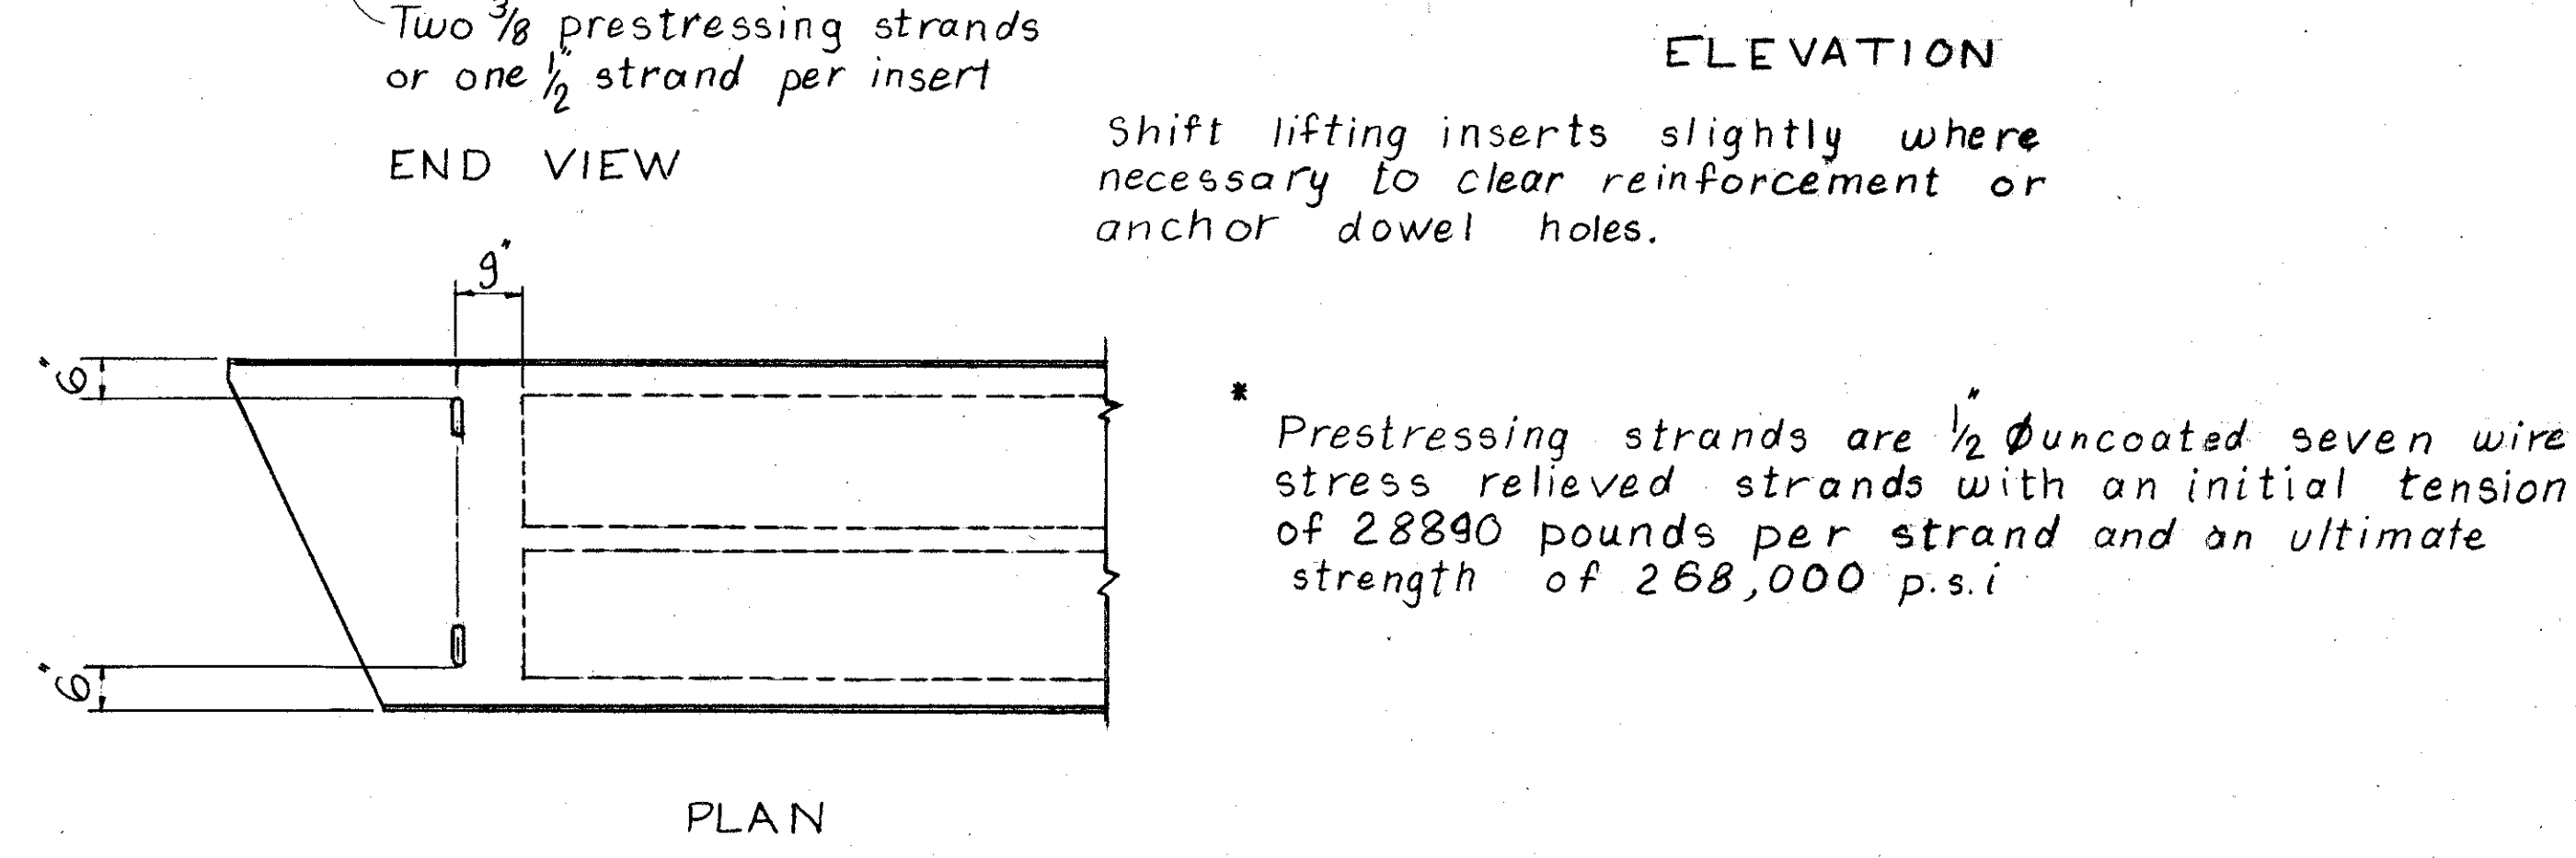 Two 3/8" prestressing strands
or one 1/2" strand per insert
END VIEW
ELEVATION
Shift lifting inserts slightly where
necessary to clear reinforcement or
anchor dowel holes.
9"
6"
6"
PLAN
*
Prestressing strands are 1/2" ϕ uncoated seven wire
stress relieved strands with an initial tension
of 28890 pounds per strand and an ultimate
strength of 268,000 p.s.i